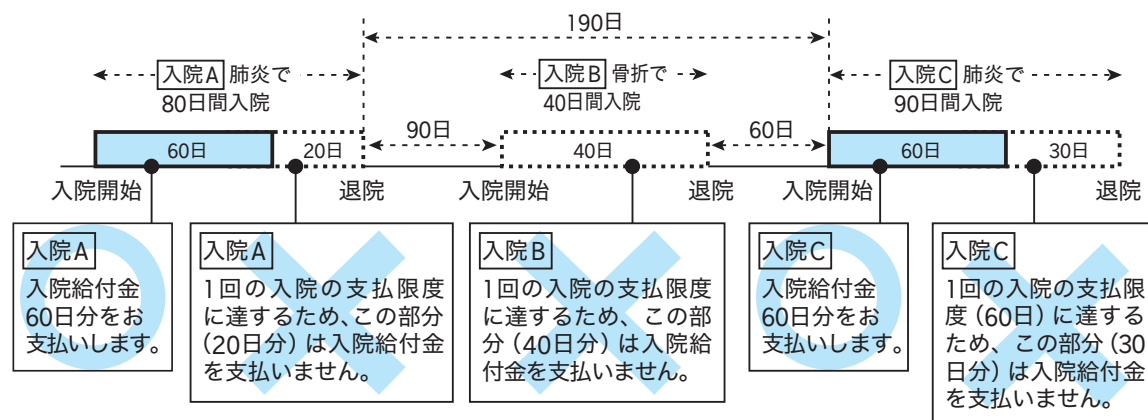 190日
入院A 肺炎で
80日間入院
入院B 骨折で
40日間入院
入院C 肺炎で
90日間入院
60日
20日
90日
40日
60日
60日
30日
入院開始
退院
入院開始
退院
入院開始
退院
入院A
入院給付金
60日分をお
支払いします。
入院A
1回の入院の支払限度
に達するため、この部分
(20日分)は入院給付金
を支払いません。
入院B
1回の入院の支払限度
に達するため、この部
分(40日分)は入院給
付金を支払いません。
入院C
入院給付金
60日分をお
支払いします。
入院C
1回の入院の支払限
度(60日)に達する
ため、この部分(30
日分)は入院給付金
を支払いません。